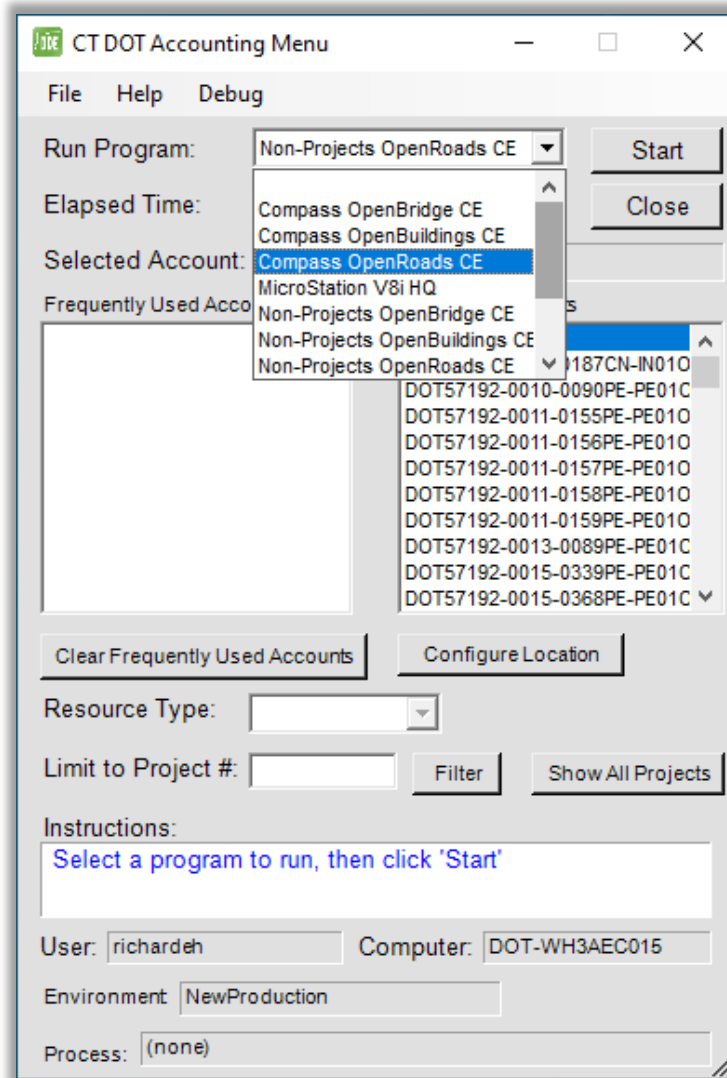 CT DOT Accounting Menu
File Help Debug
Run Program: Non-Projects OpenRoads CE Start
Elapsed Time: Close
Compass OpenBridge CE
Compass OpenBuildings CE
Selected Account: Compass OpenRoads CE
MicroStation V8i HQ
Frequently Used Acco Non-Projects OpenBridge CE s
Non-Projects OpenBuildings CE
Non-Projects OpenRoads CE 0187CN-IN01O
DOT57192-0010-0090PE-PE01C
DOT57192-0011-0155PE-PE01O
DOT57192-0011-0156PE-PE01O
DOT57192-0011-0157PE-PE01O
DOT57192-0011-0158PE-PE01O
DOT57192-0011-0159PE-PE01O
DOT57192-0013-0089PE-PE01C
DOT57192-0015-0339PE-PE01C
DOT57192-0015-0368PE-PE01C
Clear Frequently Used Accounts Configure Location
Resource Type:
Limit to Project #: Filter Show All Projects
Instructions:
Select a program to run, then click 'Start'
User: richardeh Computer: DOT-WH3AEC015
Environment NewProduction
Process: (none)